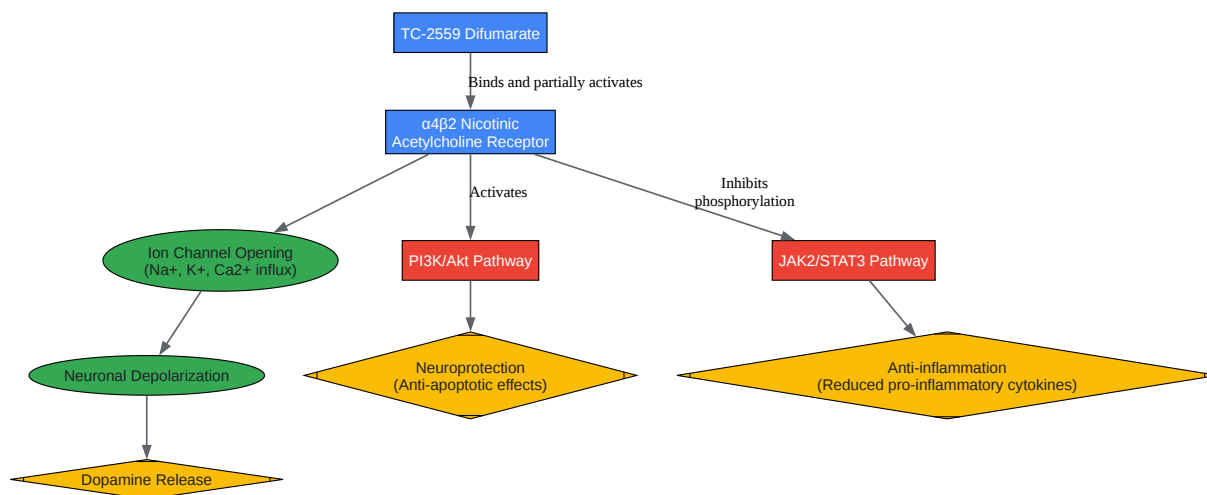 TC-2559 Difumarate
Binds and partially activates
α4β2 Nicotinic
Acetylcholine Receptor
Activates
Inhibits
phosphorylation
Ion Channel Opening
(Na+, K+, Ca2+ influx)
PI3K/Akt Pathway
JAK2/STAT3 Pathway
Neuronal Depolarization
Neuroprotection
(Anti-apoptotic effects)
Anti-inflammation
(Reduced pro-inflammatory cytokines)
Dopamine Release